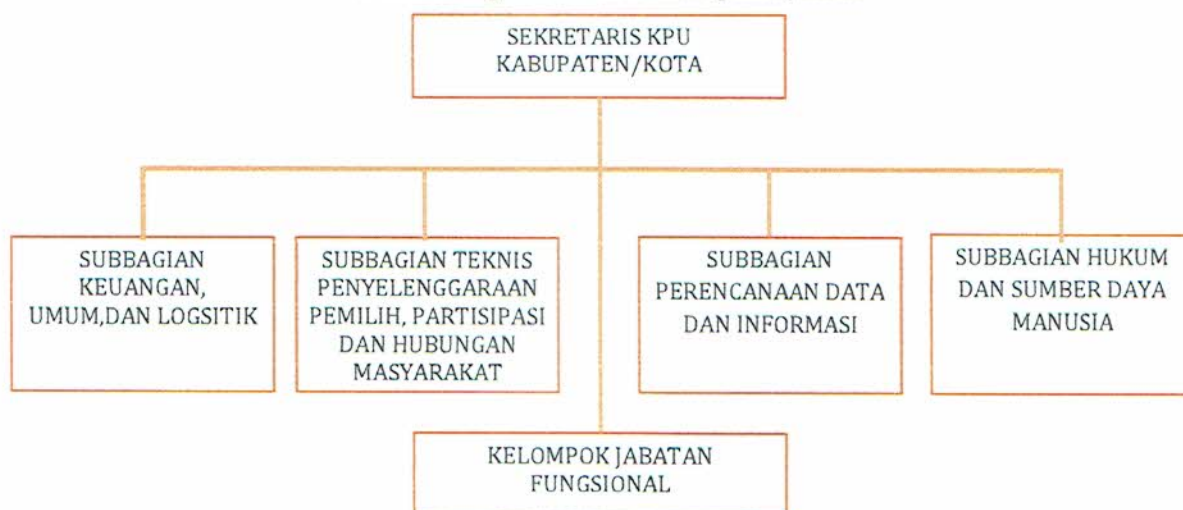 SEKRETARIS KPU
KABUPATEN/KOTA
SUBBAGIAN
KEUANGAN,
UMUM,DAN LOGSITIK
SUBBAGIAN TEKNIS
PENYELENGGARAAN
PEMILIH, PARTISIPASI
DAN HUBUNGAN
MASYARAKAT
SUBBAGIAN
PERENCANAAN DATA
DAN INFORMASI
SUBBAGIAN HUKUM
DAN SUMBER DAYA
MANUSIA
KELOMPOK JABATAN
FUNGSIONAL